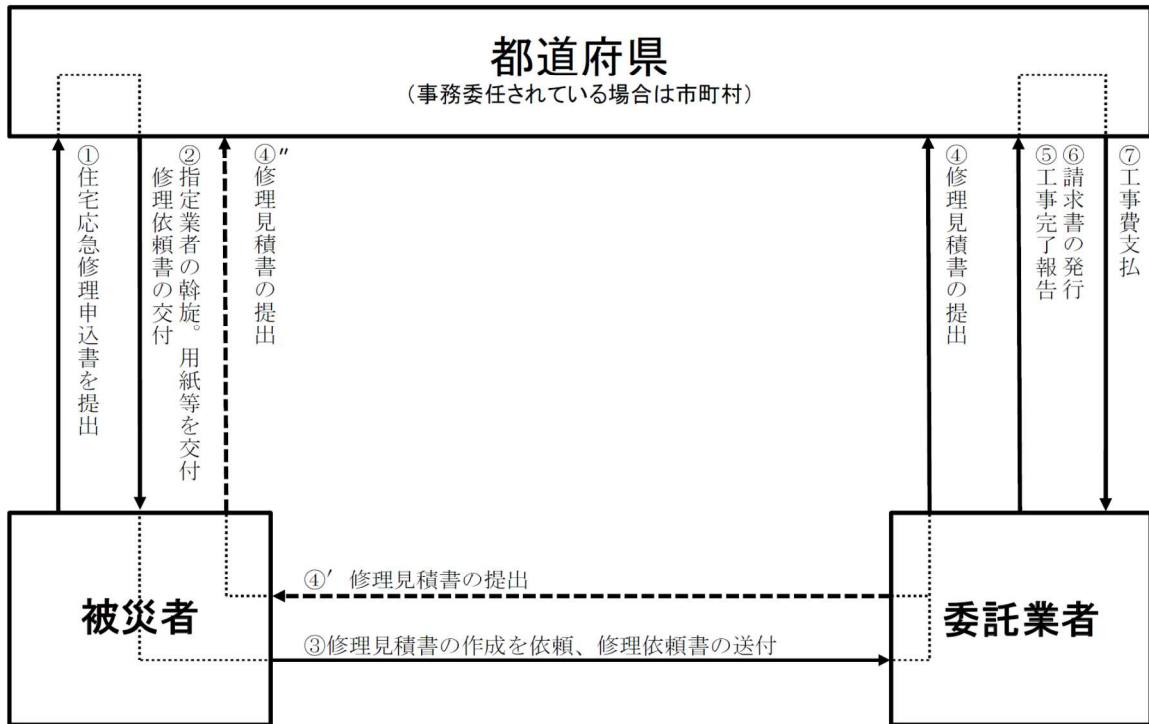 都道府県
（事務委任されている場合は市町村）
①住宅応急修理申込書を提出
②指定業者の斡旋。用紙等を交付
修理依頼書の交付
④″修理見積書の提出
④修理見積書の提出
⑤工事完了報告
⑥請求書の発行
⑦工事費支払
④′修理見積書の提出
③修理見積書の作成を依頼、修理依頼書の送付
被災者
委託業者